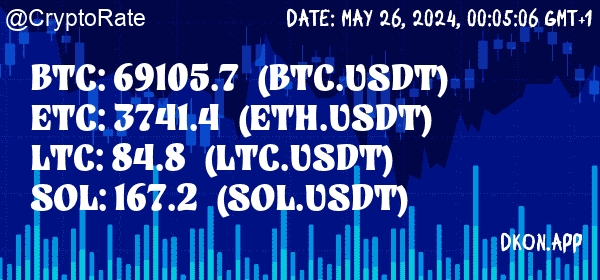 @CryptoRate
DATE: MAY 26, 2024, 00:05:06 GMT+1
BTC: 69105.7 (BTC.USDT)
ETC: 3741.4 (ETH.USDT)
LTC: 84.8 (LTC.USDT)
SOL: 167.2 (SOL.USDT)
DKON.APP